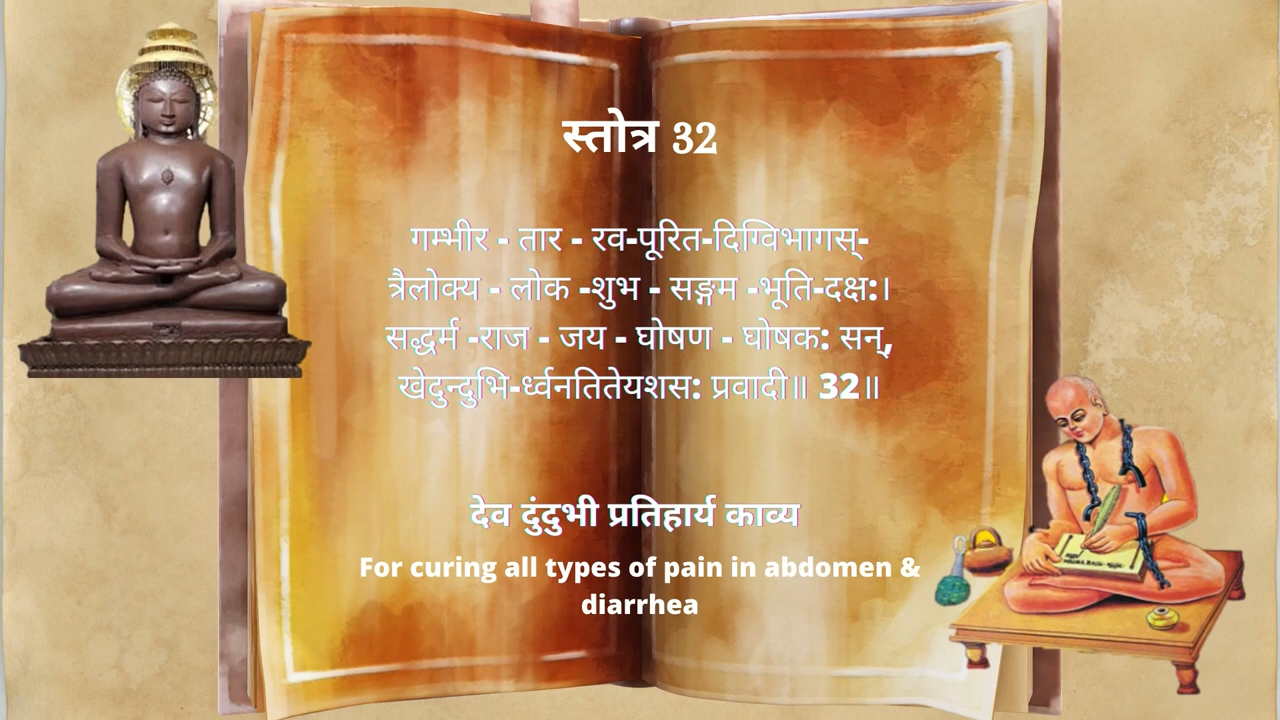 स्तोत्र 32
गम्भीर - तार - रव-पूरित-दिग्विभागस्-
त्रैलोक्य - लोक -शुभ - सङ्गम -भूति-दक्ष:।
सद्धर्म -राज - जय - घोषण - घोषक: सन्,
खेदुन्दुभि-र्ध्वनतितेयशस: प्रवादी॥ 32॥
देव दुंदुभी प्रतिहार्य काव्य
For curing all types of pain in abdomen &
diarrhea